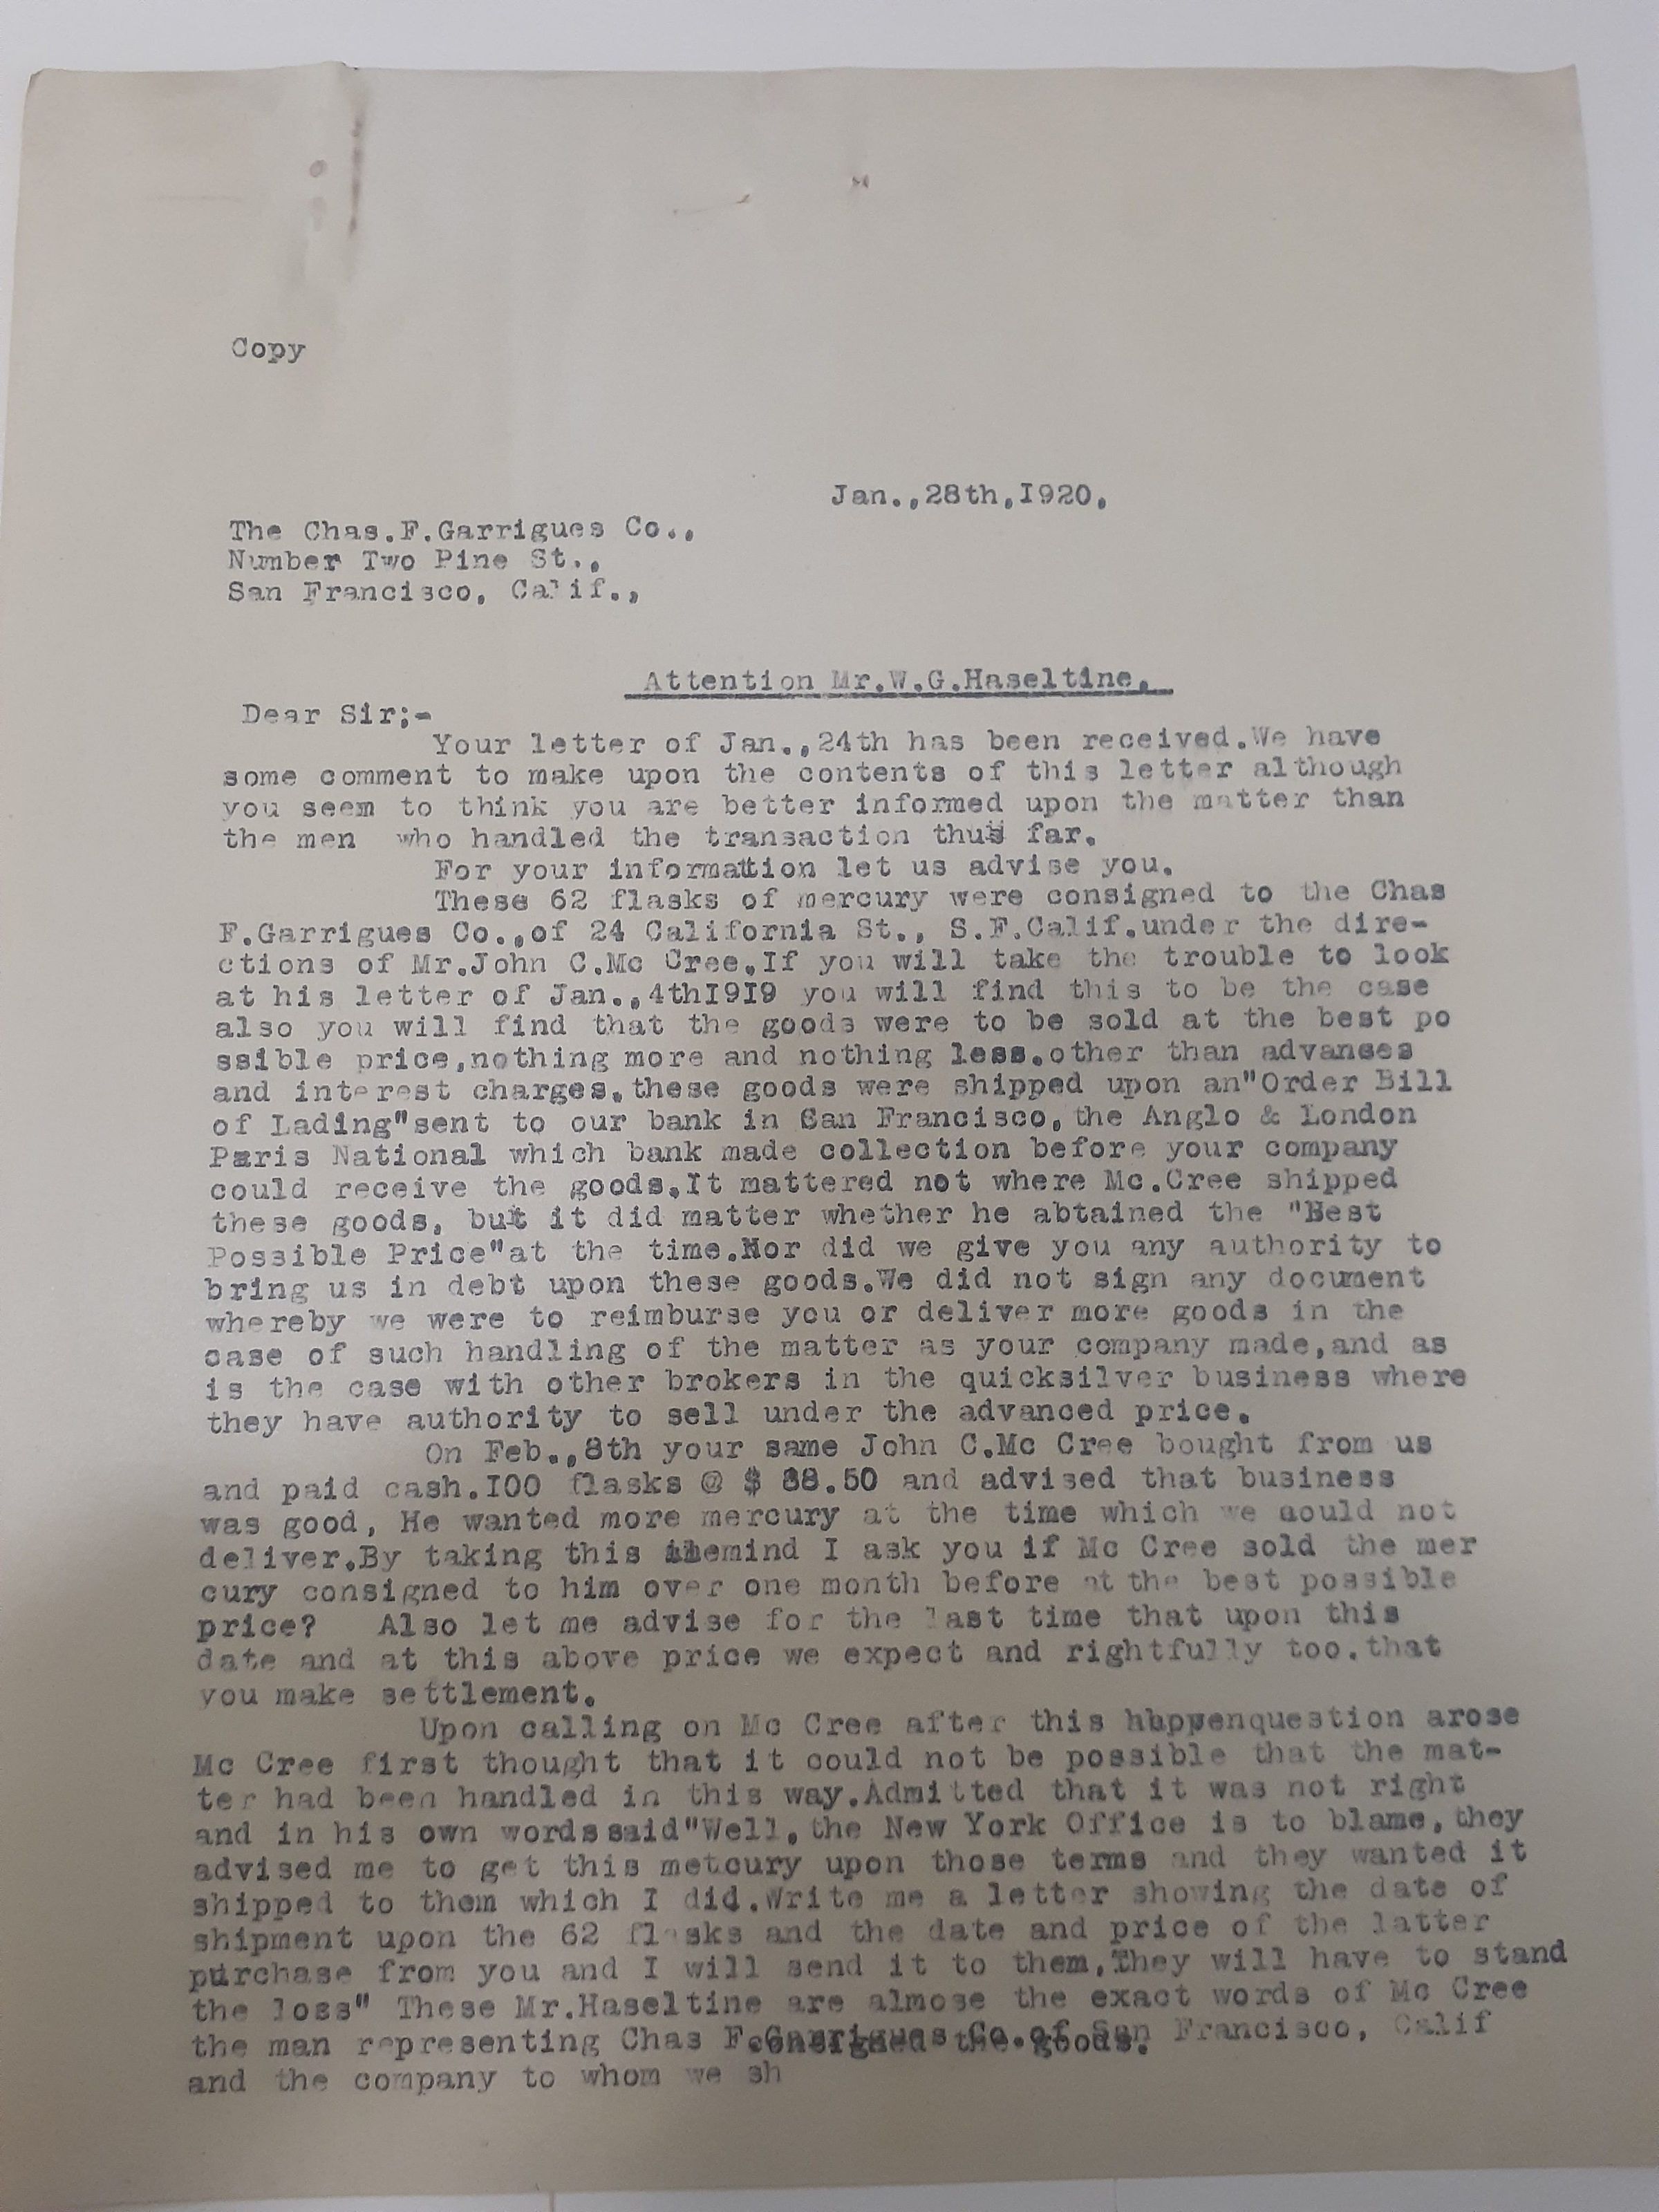 Copy
Jan.,28th,I920,
The Chas.F.Garrigues Co.,
Number Two Pine St.,
San Francisco, Calif.,
Attention Mr.W.G.Haseltine.
Dear Sir;-
Your letter of Jan.,24th has been received.We have
some comment to make upon the contents of this letter although
you seem to think you are better informed upon the matter than
the men who handled the transaction thus far.
For your information let us advise you.
These 62 flasks of mercury were consigned to the Chas
F.Garrigues Co.,of 24 California St., S.F.Calif.under the dire-
ctions of Mr.John C.Mc Cree,If you will take the trouble to look
at his letter of Jan.,4thI9I9 you will find this to be the case
also you will find that the goods were to be sold at the best po
ssible price,nothing more and nothing less.other than advanses
and interest charges,these goods were shipped upon an"Order Bill
of Lading"sent to our bank in San Francisco,the Anglo & London
Paris National which bank made collection before your company
could receive the goods,It mattered not where Mc.Cree shipped
these goods, but it did matter whether he abtained the "Best
Possible Price"at the time.Nor did we give you any authority to
bring us in debt upon these goods.We did not sign any document
whereby we were to reimburse you or deliver more goods in the
case of such handling of the matter as your company made,and as
is the case with other brokers in the quicksilver business where
they have authority to sell under the advanced price.
On Feb.,8th your same John C.Mc Cree bought from us
and paid cash.I00 flasks @ $ 88.50 and advised that business
was good, He wanted more mercury at the time which we could not
deliver.By taking this mind I ask you if Mc Cree sold the mer
cury consigned to him over one month before at the best possible
price? Also let me advise for the last time that upon this
date and at this above price we expect and rightfully too,that
you make settlement.
Upon calling on Mc Cree after this question arose
Mc Cree first thought that it could not be possible that the mat-
ter had been handled in this way.Admitted that it was not right
and in his own words said"Well,the New York Office is to blame,they
advised me to get this metcury upon those terms and they wanted it
shipped to them which I did.Write me a letter showing the date of
shipment upon the 62 flasks and the date and price of the latter
purchase from you and I will send it to them,They will have to stand
the loss" These Mr.Haseltine are almose the exact words of Mc Cree
the man representing Chas F.Garrigues Co.of San Francisco, Calif
and the company to whom we sh
consigned the goods.